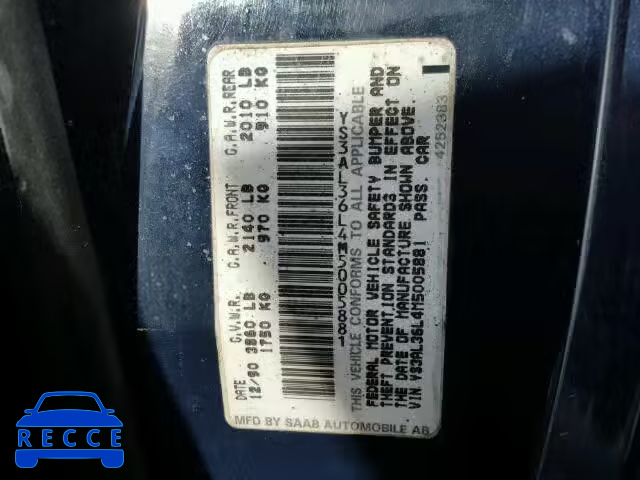 DATE G.V.W.R. G.A.W.R.FRONT G.A.W.R.REAR
12/90 3860 LB 2140 LB 2010 LB
1750 KG 970 KG 910 KG
YS3AL36L4M5005881
THIS VEHICLE CONFORMS TO ALL APPLICABLE
FEDERAL MOTOR VEHICLE SAFETY BUMPER AND
THEFT PREVENTION STANDARDS IN EFFECT ON
THE DATE OF MANUFACTURE SHOWN ABOVE.
VIN YS3AL36L4M5005881 PASS. CAR
4252383
MFD BY SAAB AUTOMOBILE AB
RECCE